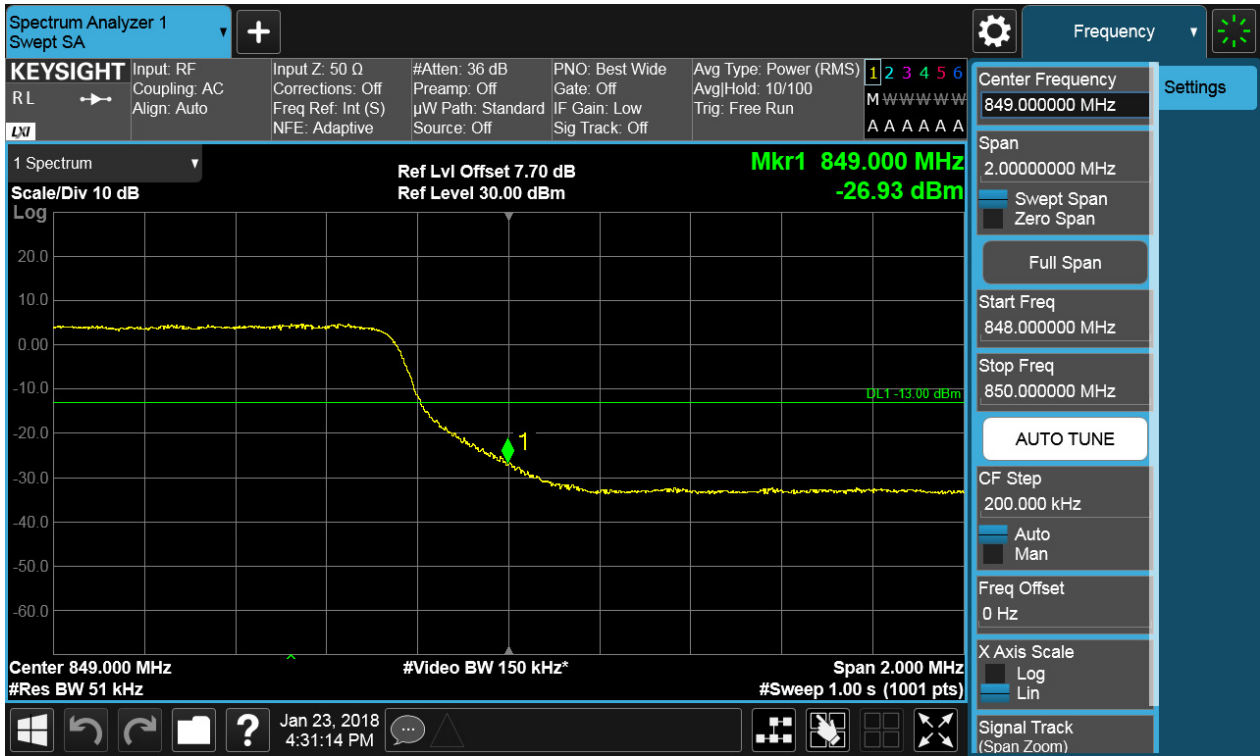 Spectrum Analyzer 1
Swept SA
+
Frequency
KEYSIGHT
R L
LXI
Input: RF
Coupling: AC
Align: Auto
Input Z: 50 Ω
Corrections: Off
Freq Ref: Int (S)
NFE: Adaptive
#Atten: 36 dB
Preamp: Off
µW Path: Standard
Source: Off
PNO: Best Wide
Gate: Off
IF Gain: Low
Sig Track: Off
Avg Type: Power (RMS)
Avg|Hold: 10/100
Trig: Free Run
1 2 3 4 5 6
M W W W W W
A A A A A A
1 Spectrum
Scale/Div 10 dB
Log
Ref Lvl Offset 7.70 dB
Ref Level 30.00 dBm
Mkr1 849.000 MHz
-26.93 dBm
20.0
10.0
0.00
-10.0
DL1 -13.00 dBm
-20.0
1
-30.0
-40.0
-50.0
-60.0
Center 849.000 MHz
#Video BW 150 kHz*
Span 2.000 MHz
#Res BW 51 kHz
#Sweep 1.00 s (1001 pts)
Center Frequency
849.000000 MHz
Settings
Span
2.00000000 MHz
Swept Span
Zero Span
Full Span
Start Freq
848.000000 MHz
Stop Freq
850.000000 MHz
AUTO TUNE
CF Step
200.000 kHz
Auto
Man
Freq Offset
0 Hz
X Axis Scale
Log
Lin
Signal Track
(Span Zoom)
?
Jan 23, 2018
4:31:14 PM